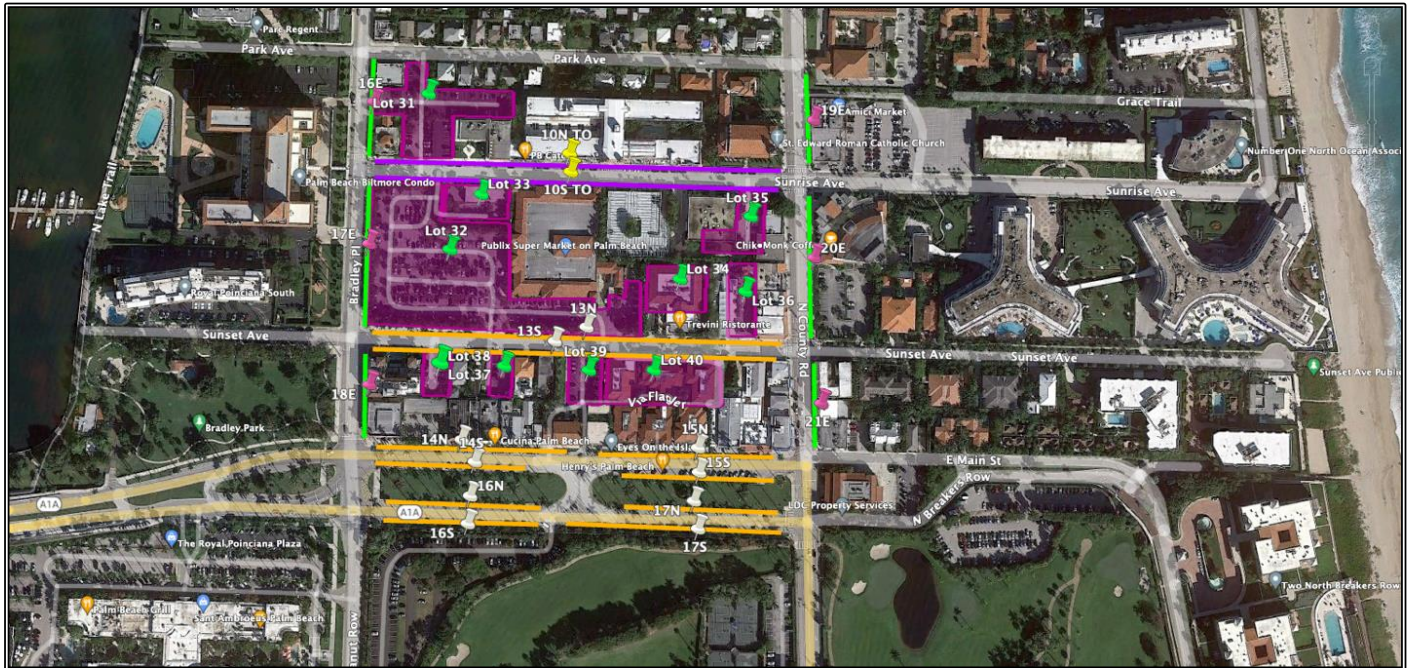 Parc Regent
Park Ave
Park Ave
16E
Lot 31
Grace Trail
19E
Amici Market
10N TO
PB Cat
St. Edward Roman Catholic Church
Number One North Ocean Associ
N Lake Trail
Palm Beach Biltmore Condo
10S TO
Sunrise Ave
Sunrise Ave
Lot 33
Lot 35
17E
Lot 32
Publix Super Market on Palm Beach
Chik•Monk Coff
20E
Bradley Pl
Lot 34
Royal Poinciana South
Lot 36
13N
Trevini Ristorante
N County Rd
Sunset Ave
13S
Sunset Ave
Sunset Ave
Lot 38
Lot 39
Lot 40
Lot 37
Sunset Ave Public
18E
Via Flagler
21E
Bradley Park
14N
14S
Cucina Palm Beach
15N
Eyes On the Isla
Henry's Palm Beach
15S
E Main St
16N
N Breakers Row
A1A
A1A
17N
LDC Property Services
16S
17S
The Royal Poinciana Plaza
Palm Beach Grill
Sant Ambroeus Palm Beach
anut Row
Two North Breakers Row